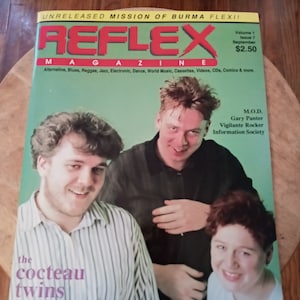 UNRELEASED MISSION OF BURMA FLEXI!
REFLEX
MAGAZINE
Volume 1
Issue 7
September
$2.50
Alternative, Blues, Reggae, Jazz, Electronic, Dance, World Music, Cassettes, Videos, CDs, Comics & more.
M.O.D.
Gary Panter
Vigilante Rocker
Information Society
the
cocteau
twins